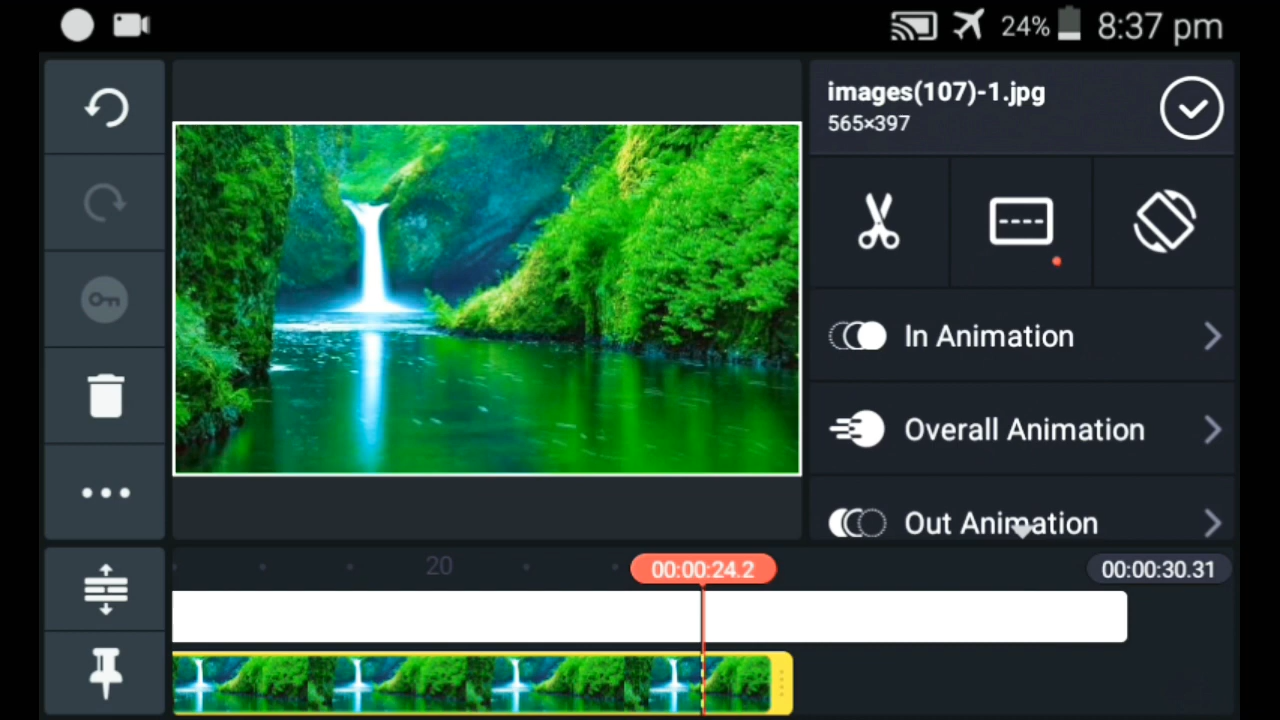 24% 8:37 pm
images(107)-1.jpg
565×397
In Animation
Overall Animation
Out Animation
20
00:00:24.2
00:00:30.31